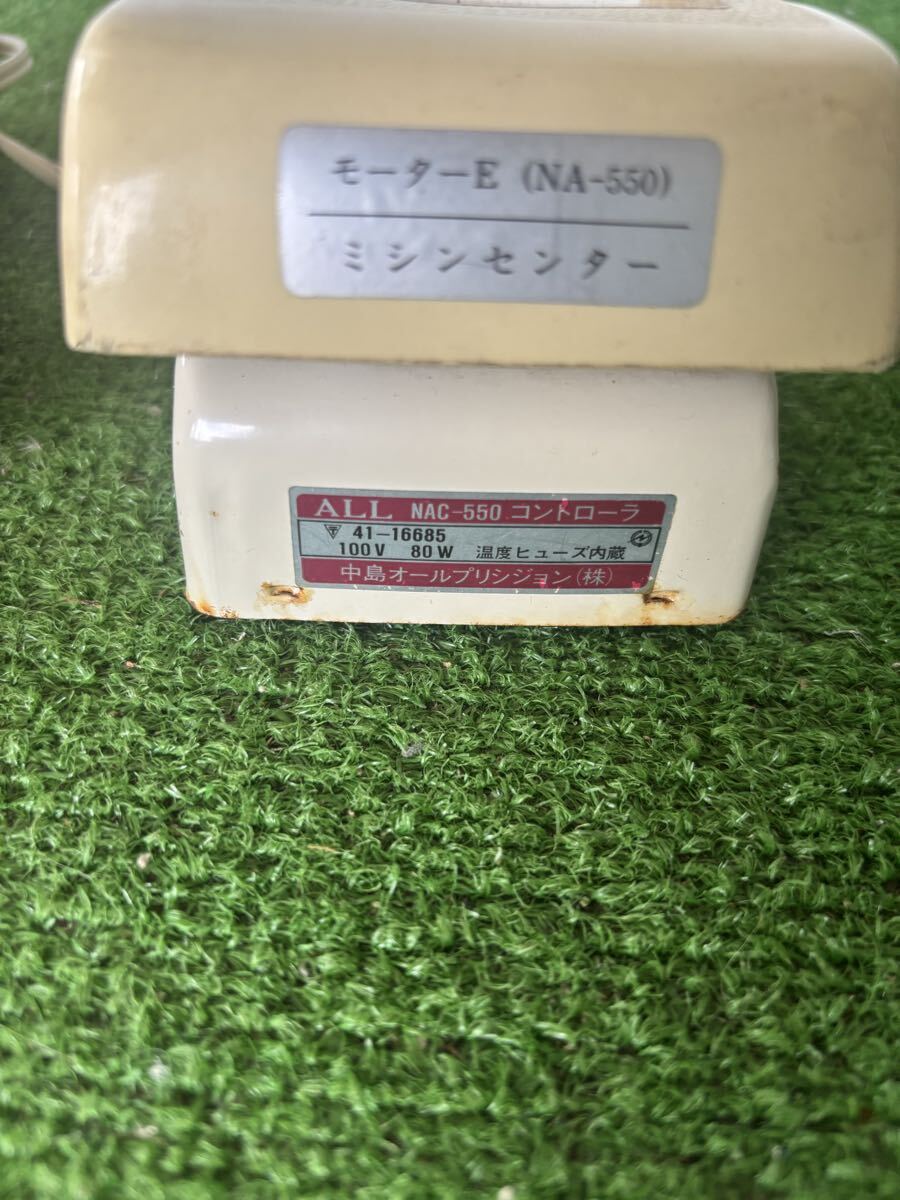 モーターE (NA-550)
ミシンセンター
ALL NAC-550 コントローラ
〒 41-16685
100V 80W 温度ヒューズ内蔵
中島オールプリシジョン(株)